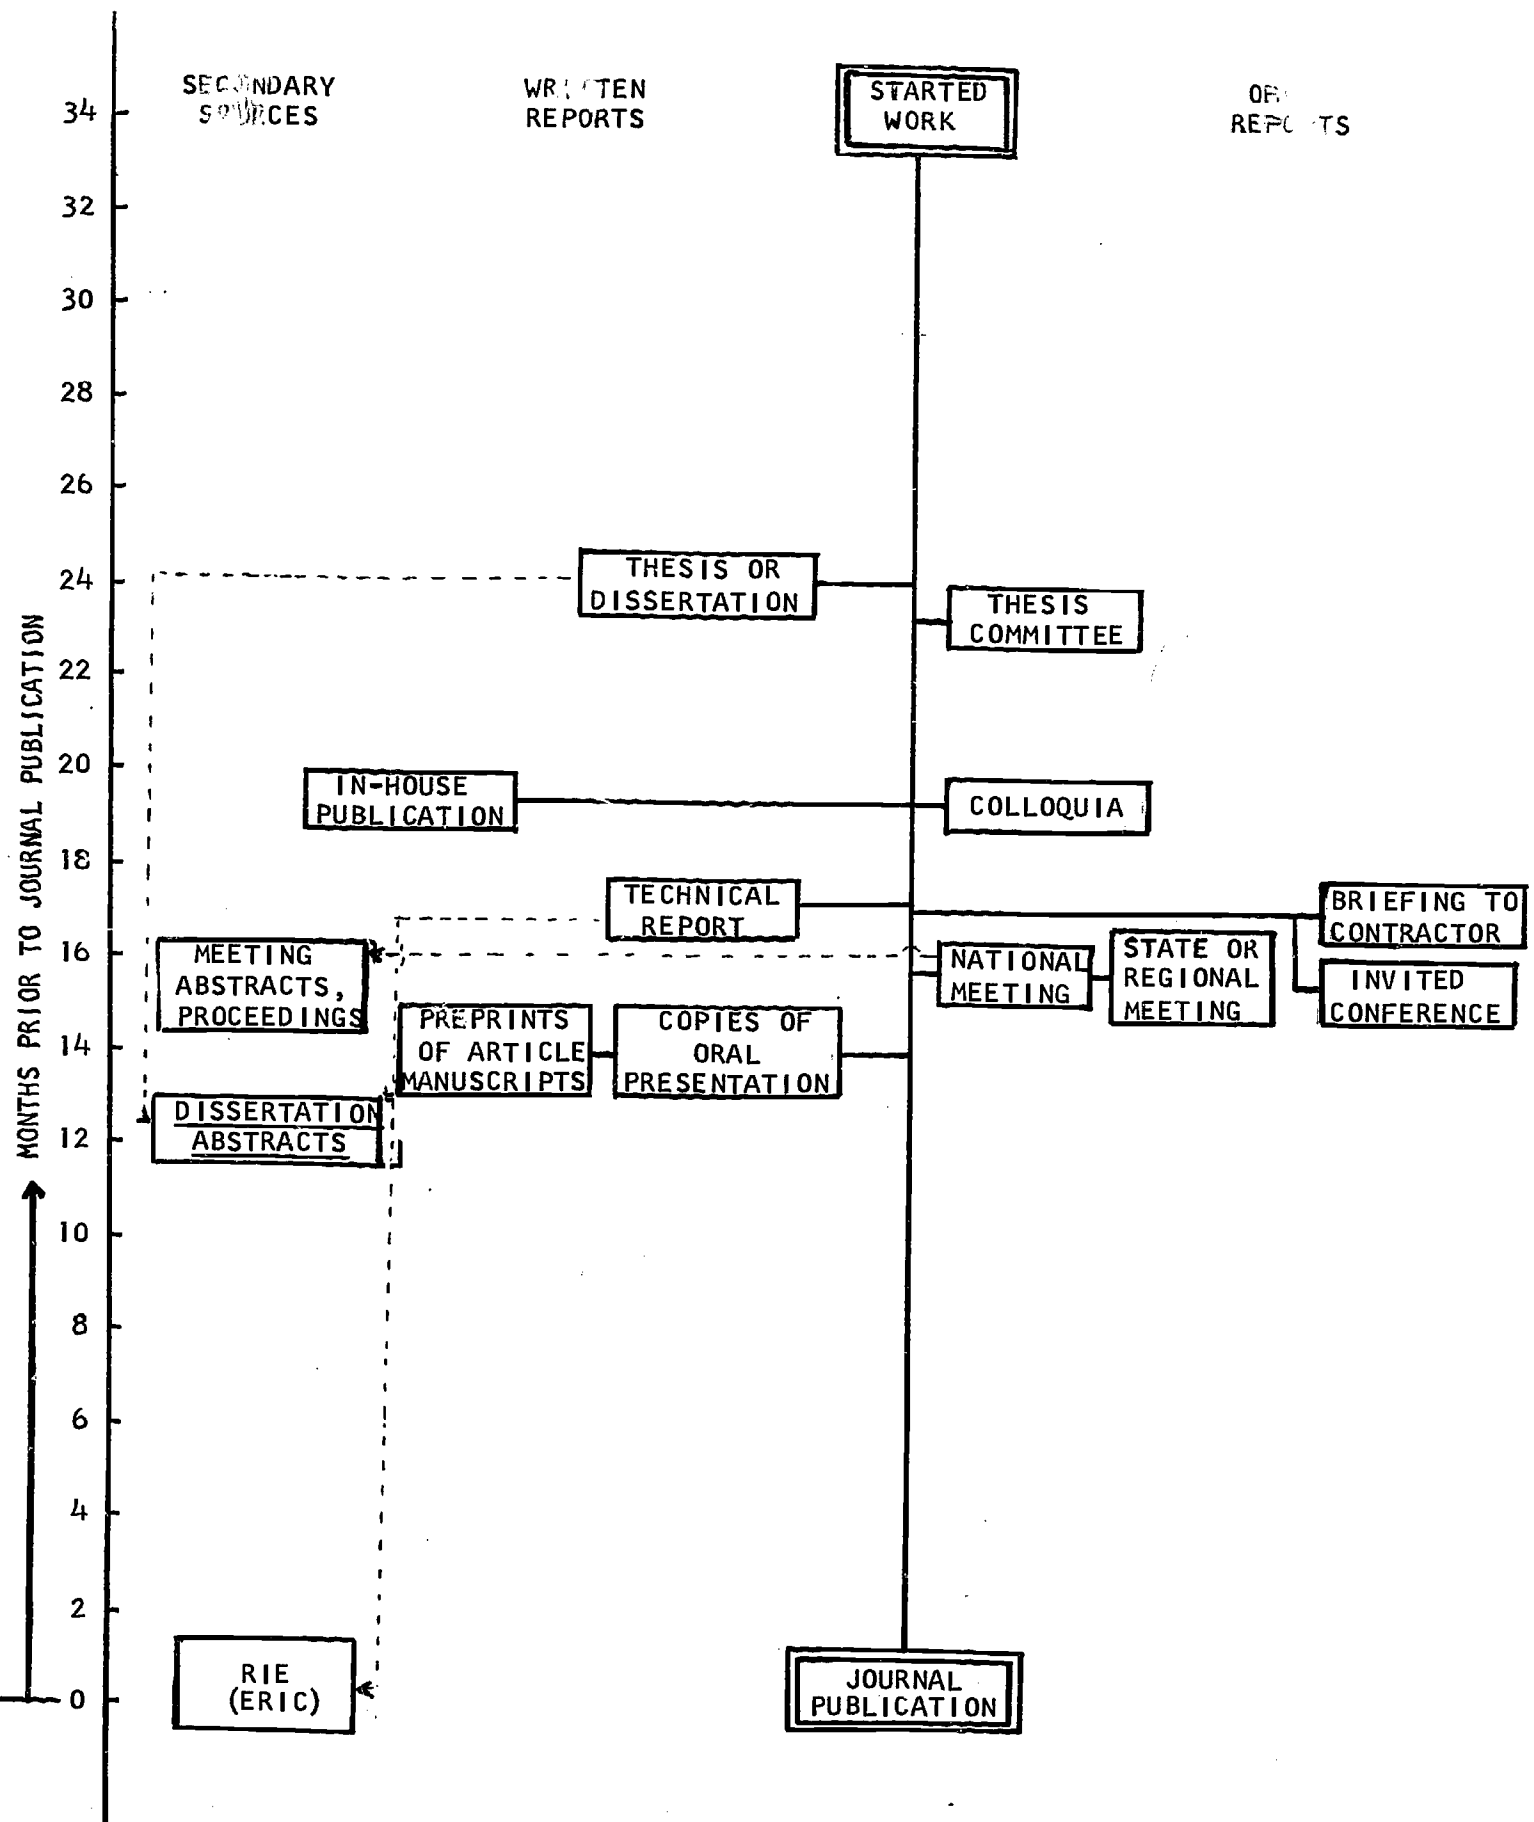 SECONDARY
SOURCES
WRITTEN
REPORTS
STARTED
WORK
REPORTS
34
32
30
28
26
24
22
20
18
16
14
12
10
8
6
4
2
0
MONTHS PRIOR TO JOURNAL PUBLICATION
THESIS OR
DISSERTATION
THESIS
COMMITTEE
IN-HOUSE
PUBLICATION
COLLOQUIA
TECHNICAL
REPORT
BRIEFING TO
CONTRACTOR
MEETING
ABSTRACTS,
PROCEEDINGS
NATIONAL
MEETING
STATE OR
REGIONAL
MEETING
INVITED
CONFERENCE
PREPRINTS
OF ARTICLE
MANUSCRIPTS
COPIES OF
ORAL
PRESENTATION
DISSERTATION
ABSTRACTS
RIE
(ERIC)
JOURNAL
PUBLICATION